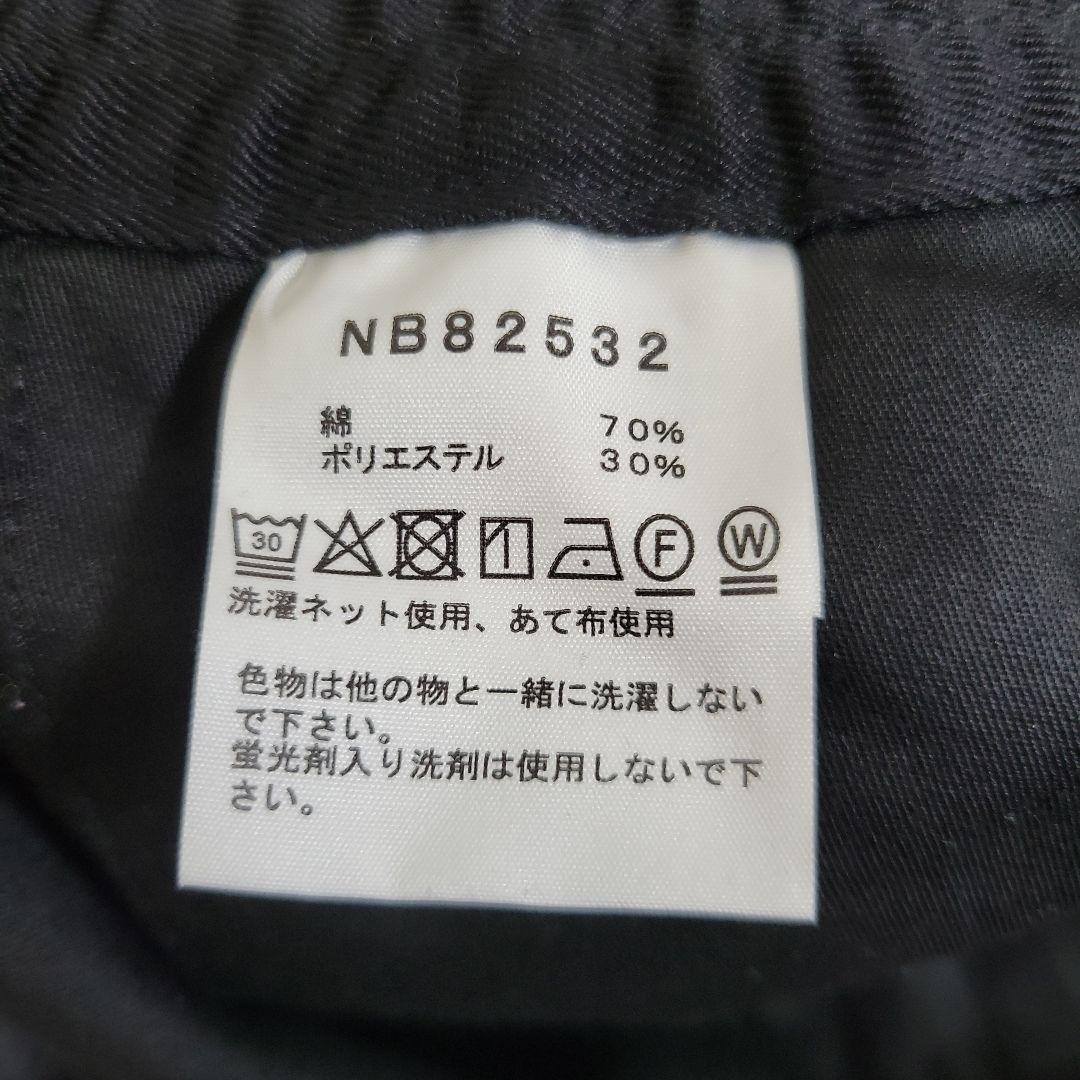 NB82532
綿 70%
ポリエステル 30%
30 F W
洗濯ネット使用、あて布使用
色物は他の物と一緒に洗濯しない
で下さい。
蛍光剤入り洗剤は使用しないで下
さい。